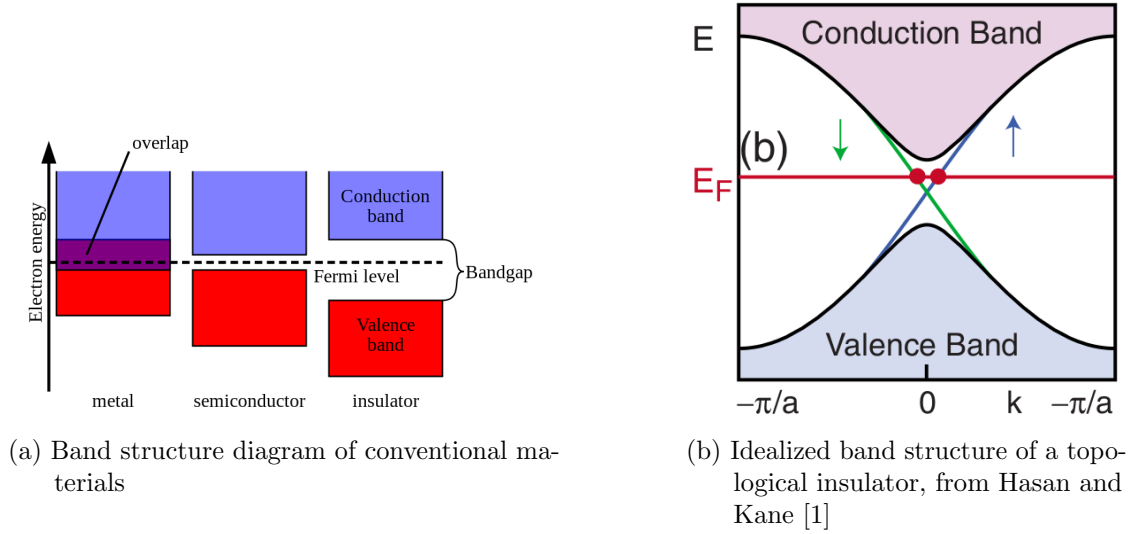 overlap
Electron energy
Conduction
band
Fermi level
Bandgap
Valence
band
metal
semiconductor
insulator
(a) Band structure diagram of conventional ma-
terials
E
Conduction Band
(b)
E_F
Valence Band
−π/a
0
k
−π/a
(b) Idealized band structure of a topo-
logical insulator, from Hasan and
Kane [1]